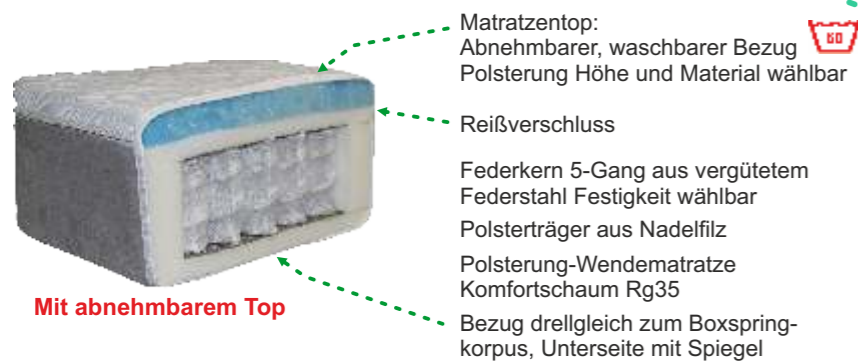 Matratzentop:
Abnehmbarer, waschbarer Bezug
60
Polsterung Höhe und Material wählbar
Reißverschluss
Federkern 5-Gang aus vergütetem
Federstahl Festigkeit wählbar
Polsterträger aus Nadelfilz
Polsterung-Wendematratze
Komfortschaum Rg35
Mit abnehmbarem Top
Bezug drellgleich zum Boxspring-
korpus, Unterseite mit Spiegel